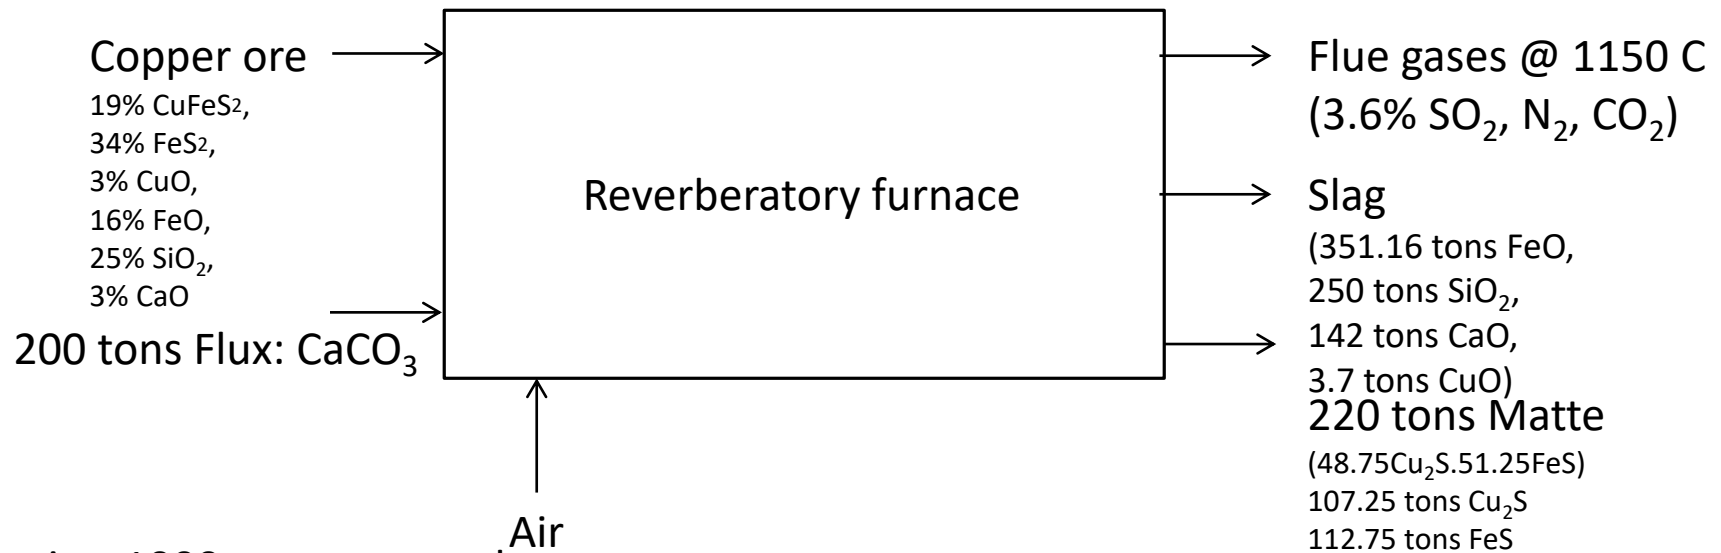 Copper ore
19% CuFeS2,
34% FeS2,
3% CuO,
16% FeO,
25% SiO2,
3% CaO
200 tons Flux: CaCO3
Reverberatory furnace
Air
Flue gases @ 1150 C
(3.6% SO2, N2, CO2)
Slag
(351.16 tons FeO,
250 tons SiO2,
142 tons CaO,
3.7 tons CuO)
220 tons Matte
(48.75Cu2S.51.25FeS)
107.25 tons Cu2S
112.75 tons FeS